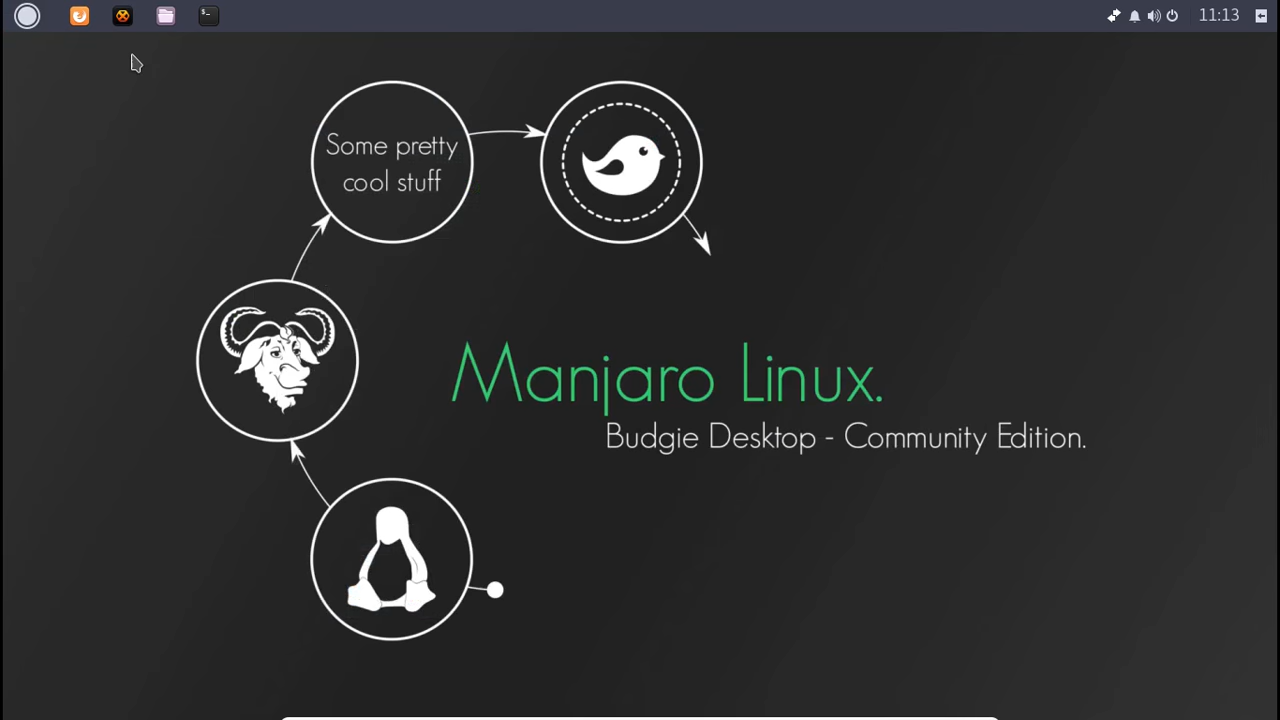 11:13
Some pretty
cool stuff
Manjaro Linux.
Budgie Desktop - Community Edition.